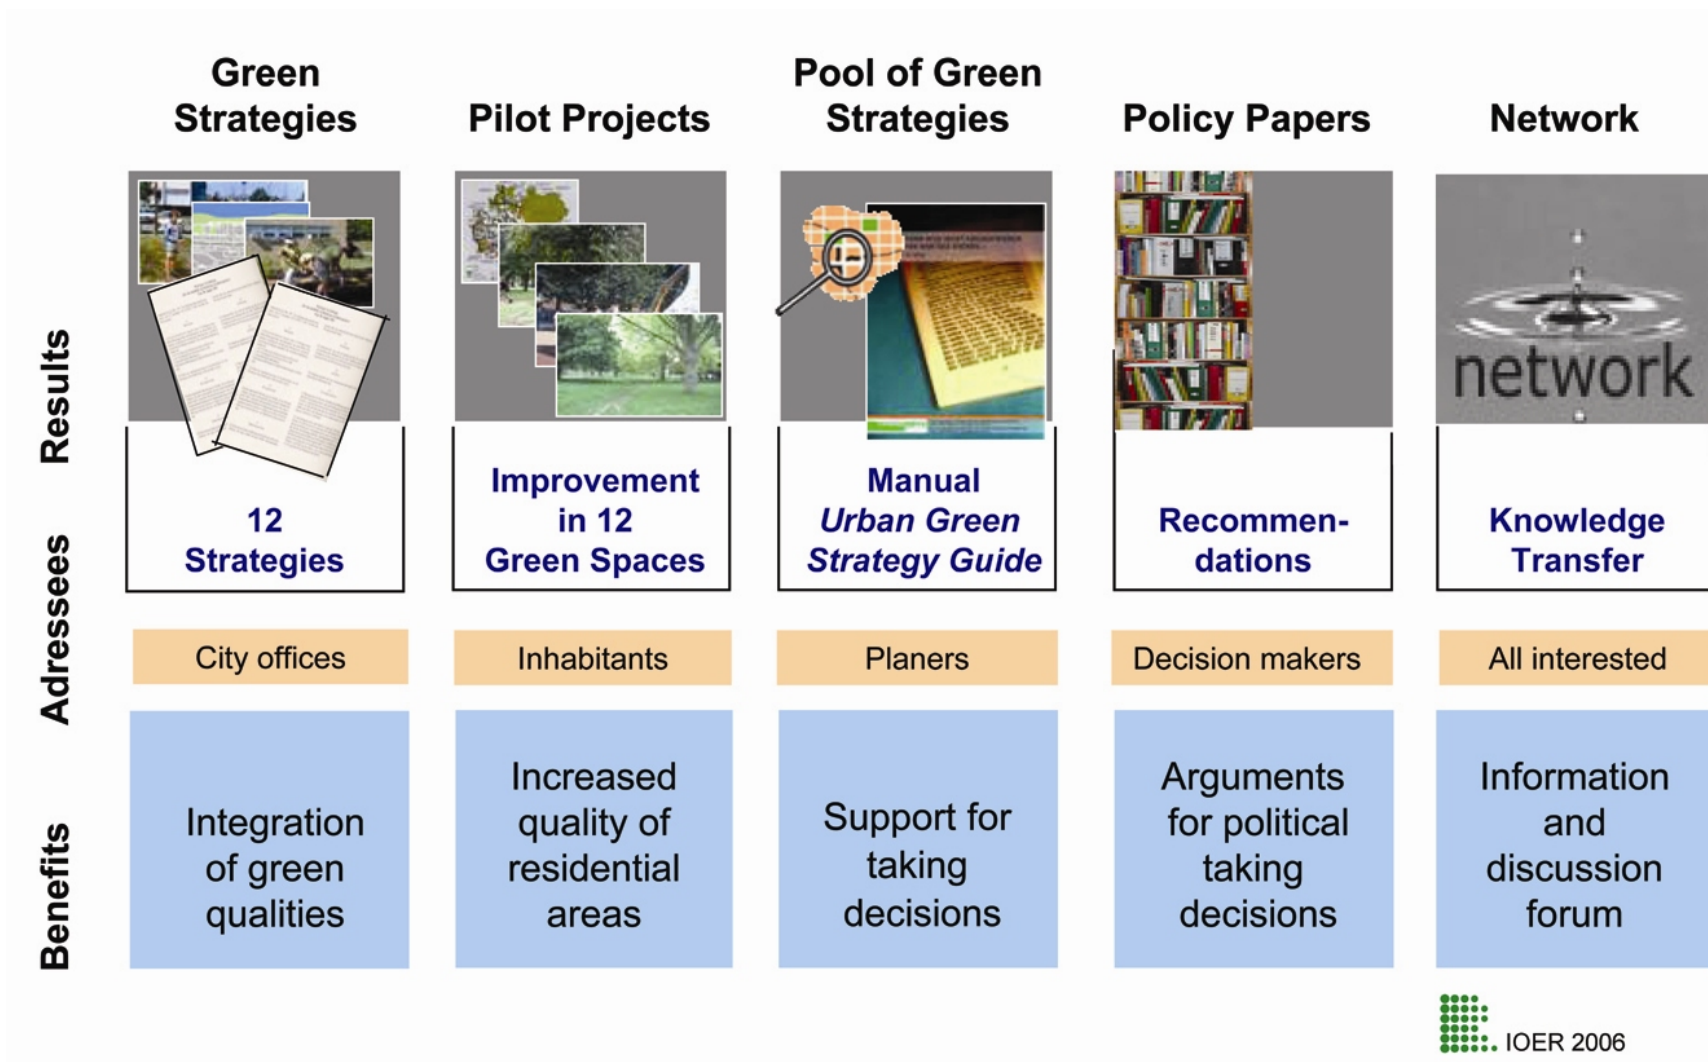 Green
Strategies
Pilot Projects
Pool of Green
Strategies
Policy Papers
Network
Results
network
12
Strategies
Improvement
in 12
Green Spaces
Manual
Urban Green
Strategy Guide
Recommen-
dations
Knowledge
Transfer
Adressees
City offices
Inhabitants
Planers
Decision makers
All interested
Benefits
Integration
of green
qualities
Increased
quality of
residential
areas
Support for
taking
decisions
Arguments
for political
taking
decisions
Information
and
discussion
forum
IOER 2006